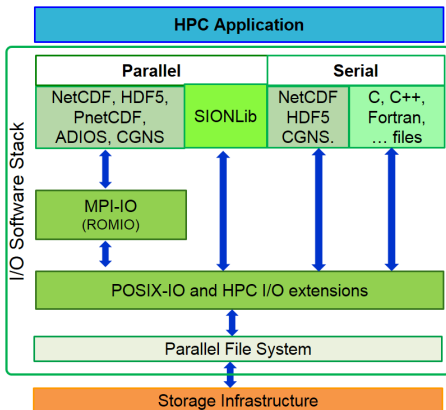 HPC Application
I/O Software Stack
Parallel
Serial
NetCDF, HDF5,
PnetCDF,
ADIOS, CGNS
SIONLib
NetCDF
HDF5
CGNS.
C, C++,
Fortran,
... files
MPI-IO
(ROMIO)
POSIX-IO and HPC I/O extensions
Parallel File System
Storage Infrastructure